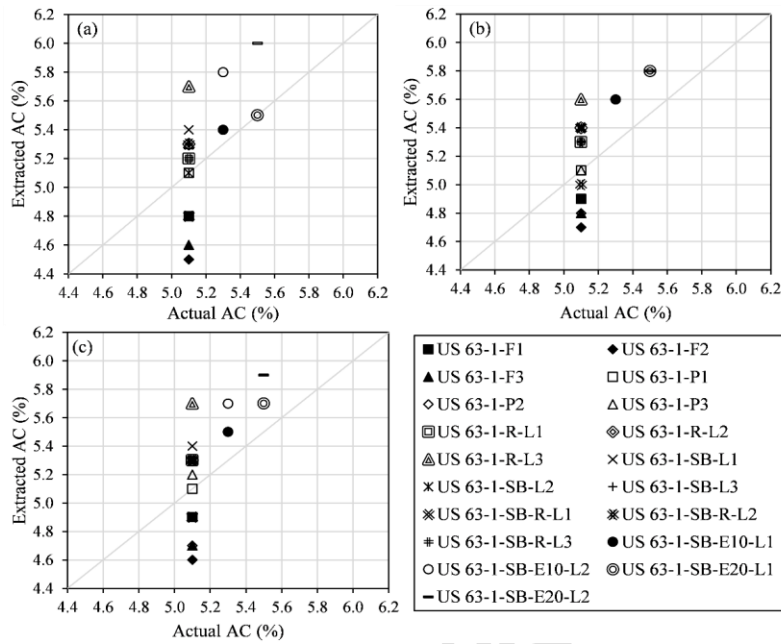 (a)
Extracted AC (%)
6.2
6.0
5.8
5.6
5.4
5.2
5.0
4.8
4.6
4.4
4.4 4.6 4.8 5.0 5.2 5.4 5.6 5.8 6.0 6.2
Actual AC (%)
(b)
Extracted AC (%)
6.2
6.0
5.8
5.6
5.4
5.2
5.0
4.8
4.6
4.4
4.4 4.6 4.8 5.0 5.2 5.4 5.6 5.8 6.0 6.2
Actual AC (%)
(c)
Extracted AC (%)
6.2
6.0
5.8
5.6
5.4
5.2
5.0
4.8
4.6
4.4
4.4 4.6 4.8 5.0 5.2 5.4 5.6 5.8 6.0 6.2
Actual AC (%)
US 63-1-F1 US 63-1-F2
US 63-1-F3 US 63-1-P1
US 63-1-P2 US 63-1-P3
US 63-1-R-L1 US 63-1-R-L2
US 63-1-R-L3 US 63-1-SB-L1
US 63-1-SB-L2 US 63-1-SB-L3
US 63-1-SB-R-L1 US 63-1-SB-R-L2
US 63-1-SB-R-L3 US 63-1-SB-E10-L1
US 63-1-SB-E10-L2 US 63-1-SB-E20-L1
US 63-1-SB-E20-L2